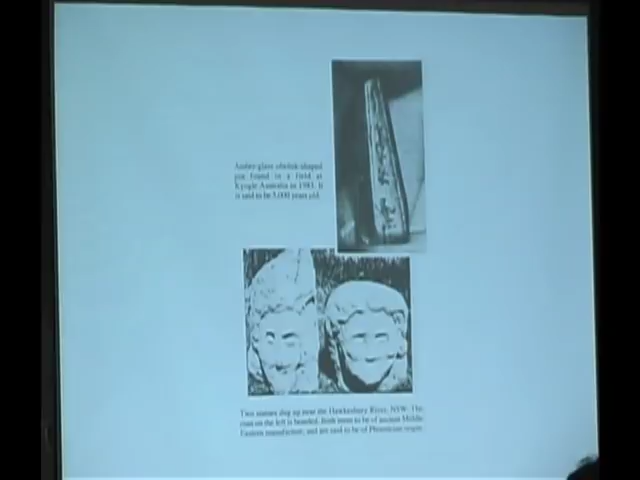 Amber-glass obelisk-shaped
jar found in a field at
Kyogle Australia in 1983. It
is said to be 5,000 years old.
Two statues dug up near the Hawkesbury River, NSW. The
one on the left is bearded. Both seem to be of ancient Middle
Eastern manufacture, and are said to be of Phoenician origin.